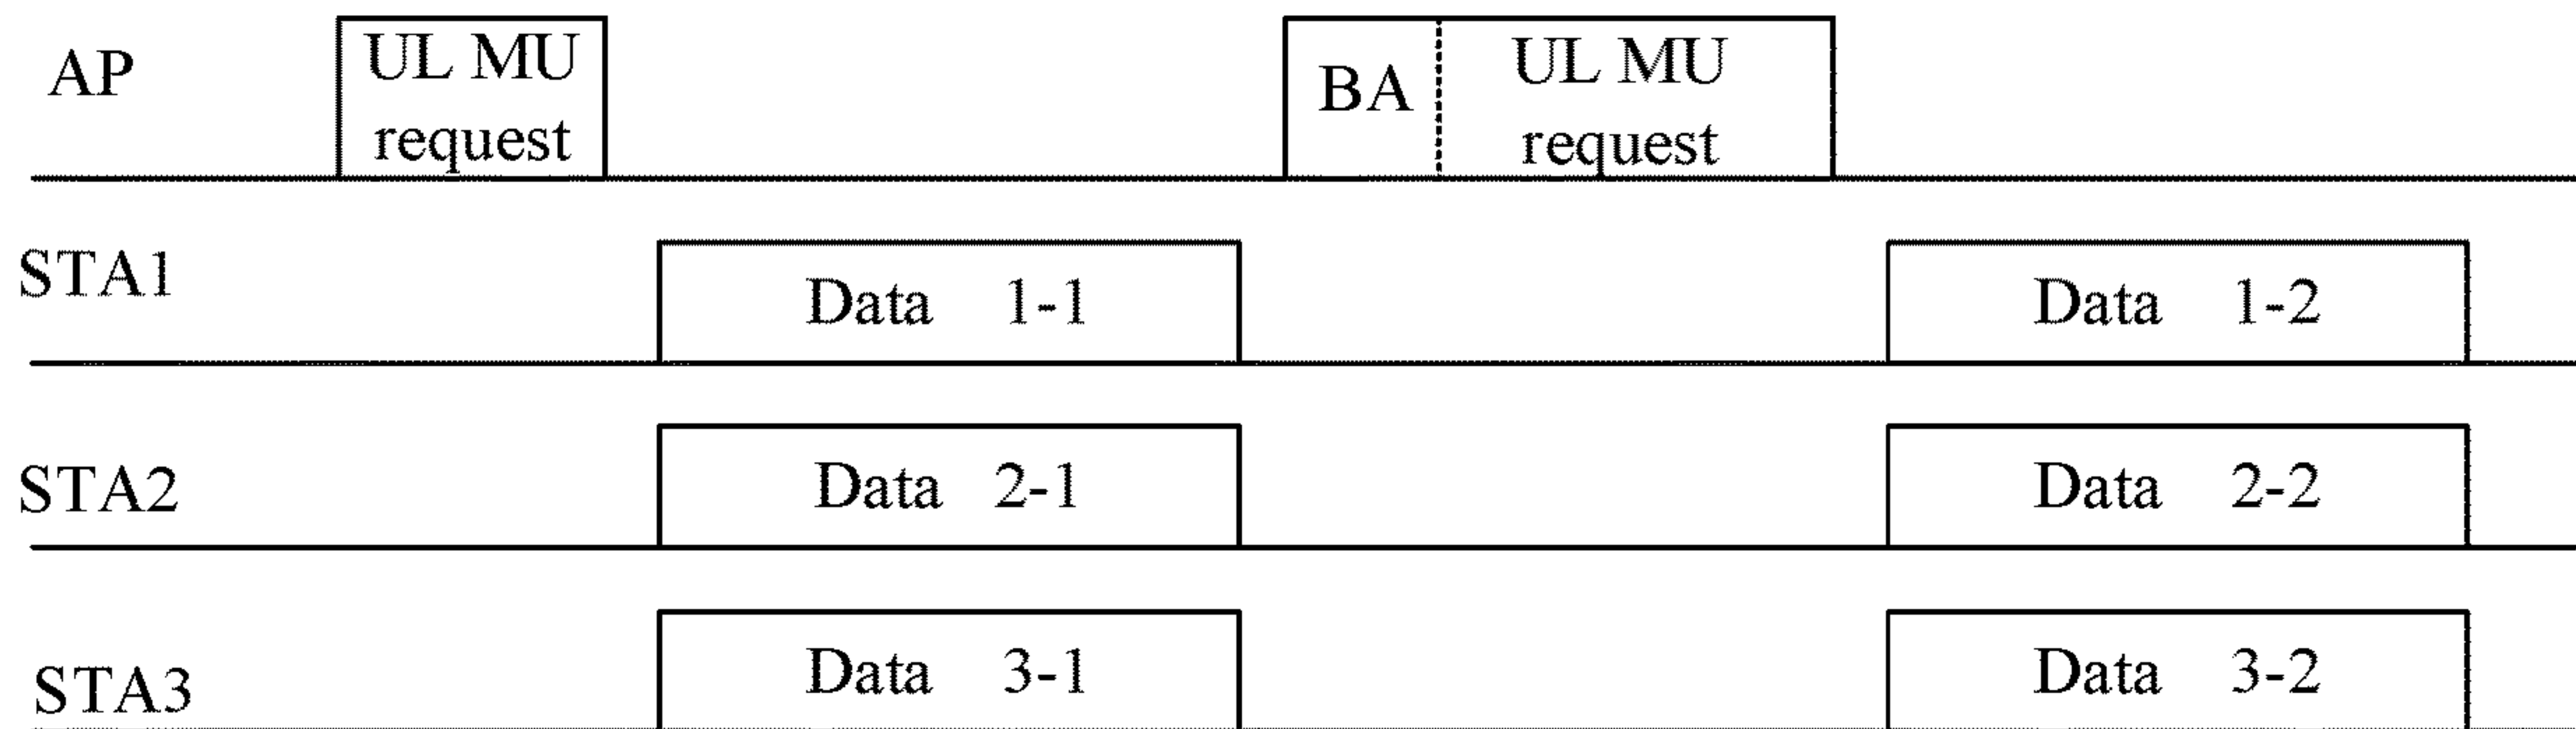 AP
UL MU
request
BA
UL MU
request
STA1
Data 1-1
Data 1-2
STA2
Data 2-1
Data 2-2
STA3
Data 3-1
Data 3-2